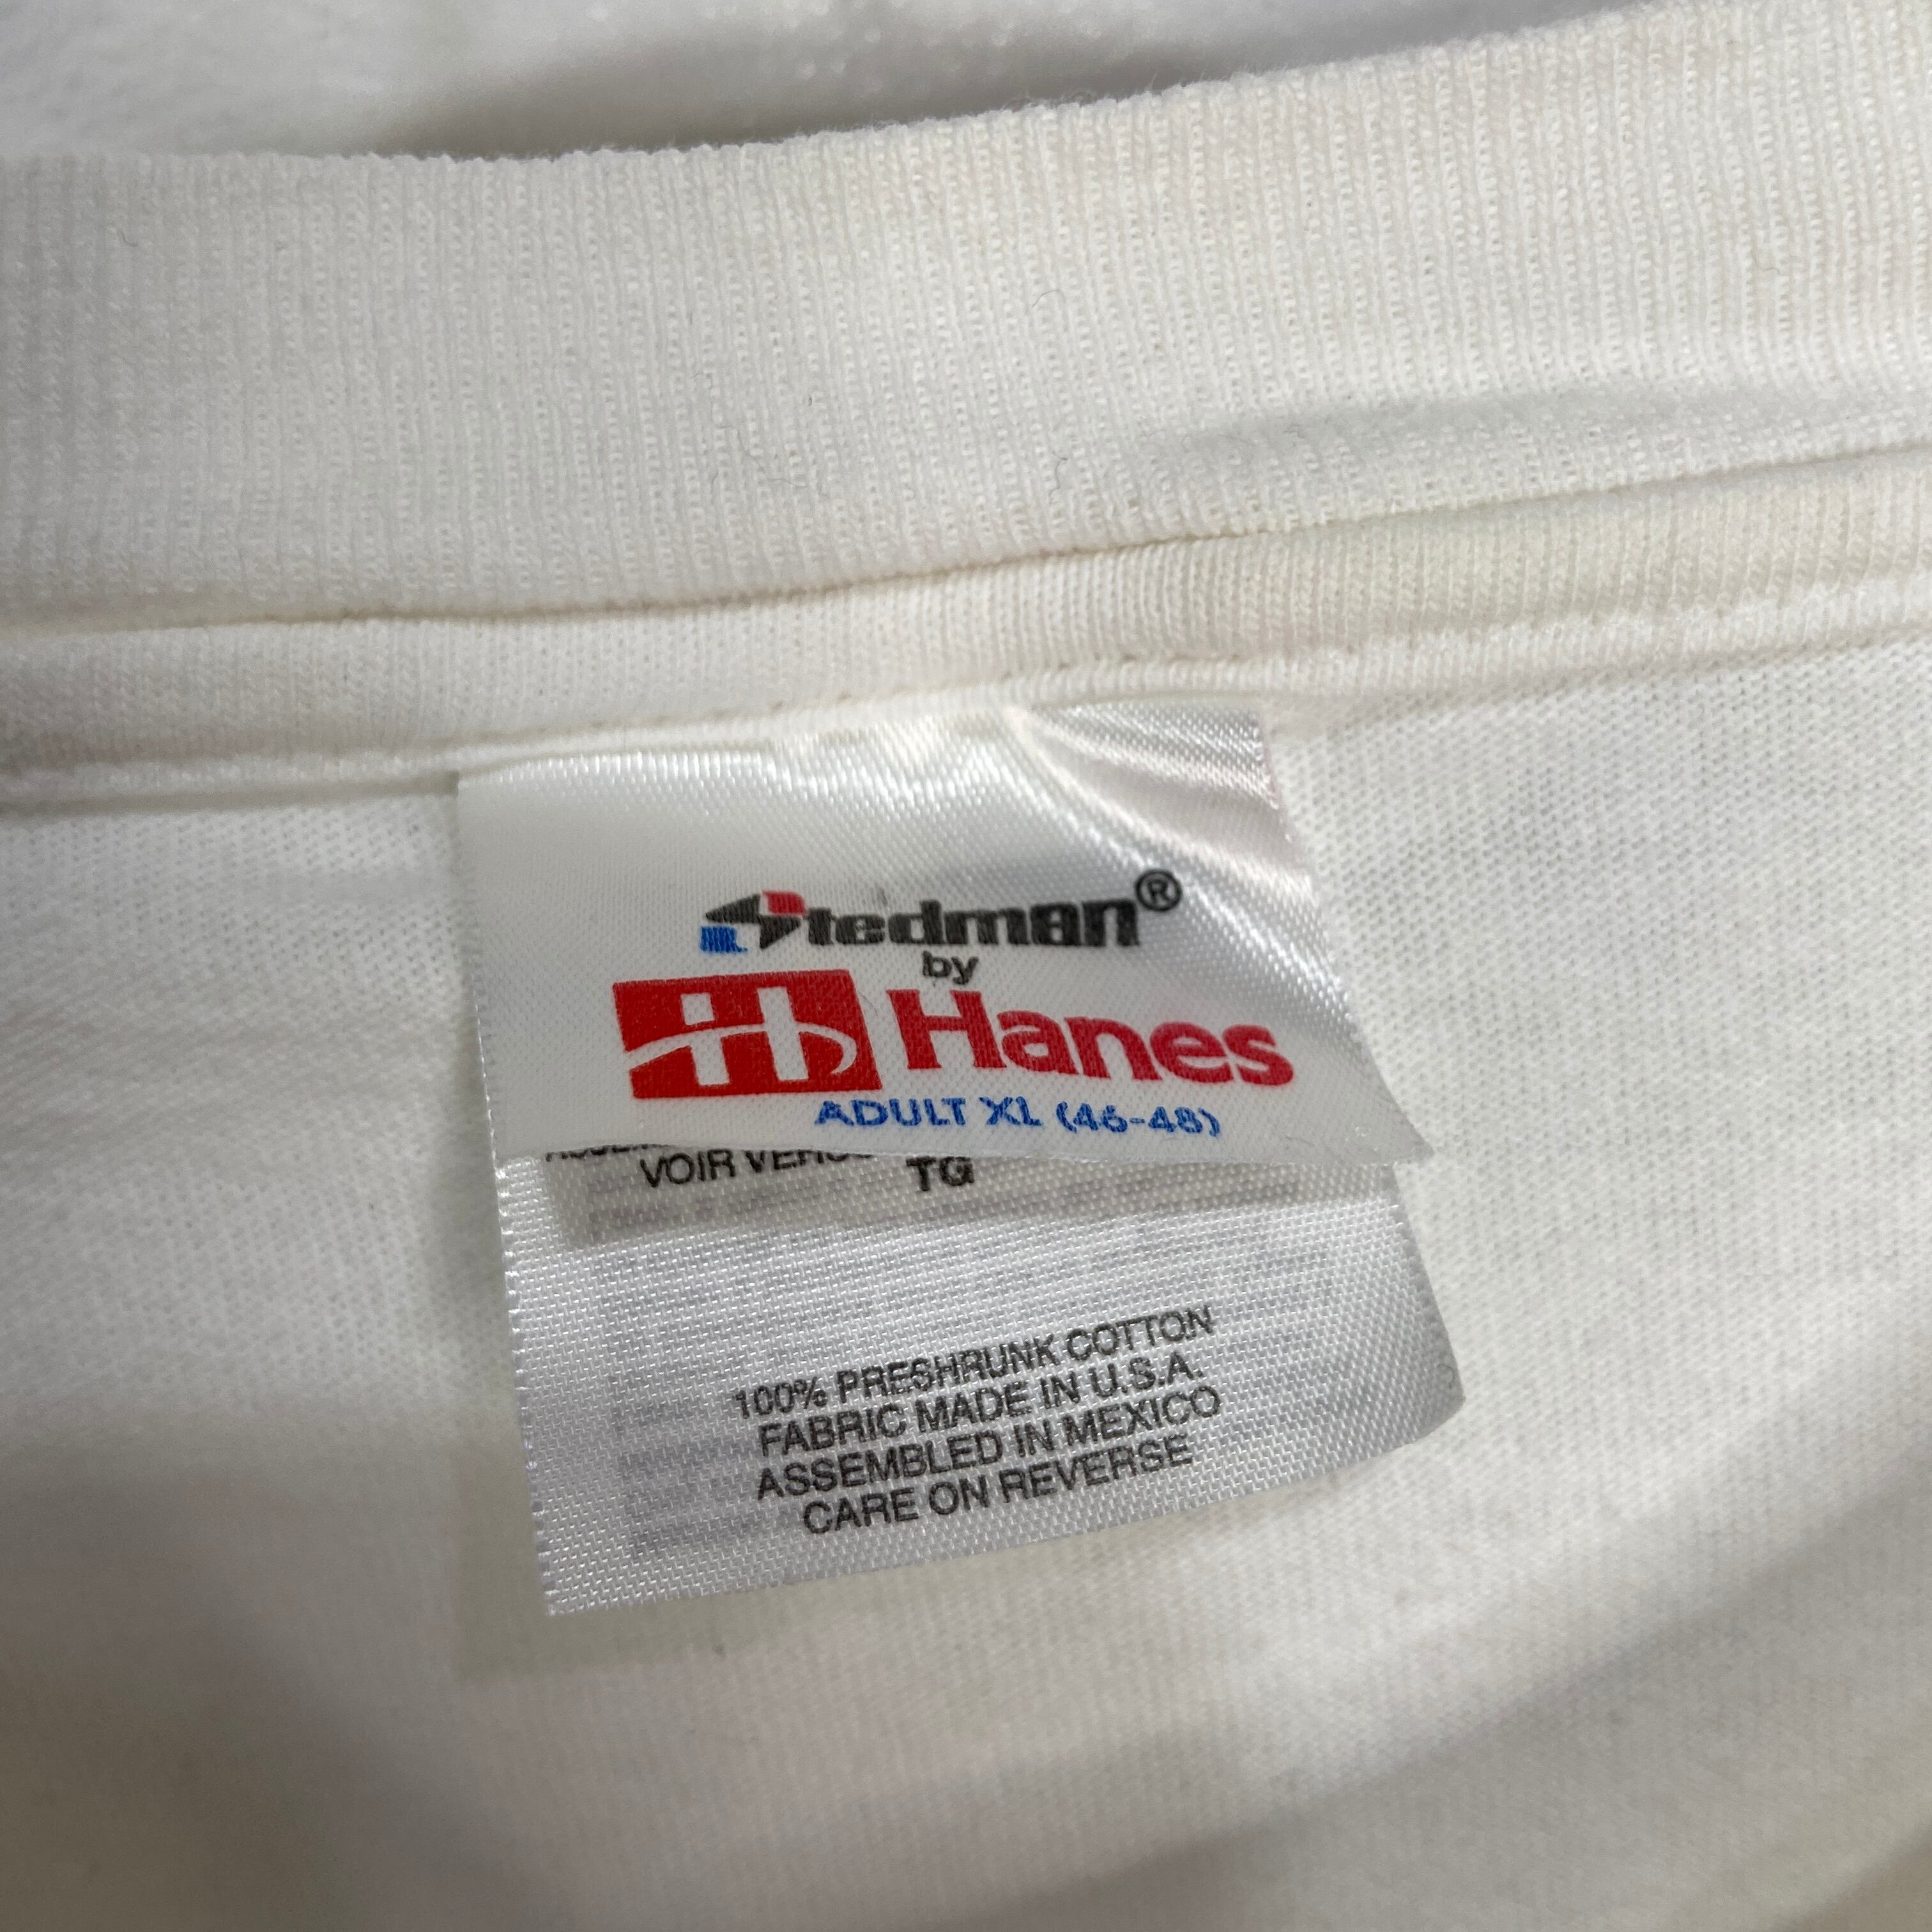 Stedman®
by
Hanes
ADULT XL (46-48)
VOIR
TG
100% PRESHRUNK COTTON
FABRIC MADE IN U.S.A.
ASSEMBLED IN MEXICO
CARE ON REVERSE